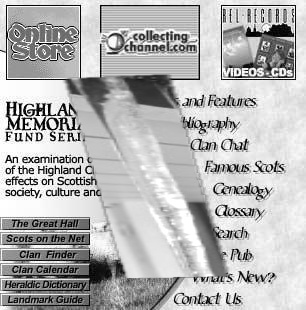 Online
Store
collecting
channel.com
REL-RECORDS
VIDEOS-CDs
HIGHLAN
MEMORI
FUND SERI
An examination
of the Highland C
effects on Scottish
society, culture and
The Great Hall
Scots on the Net
Clan Finder
Clan Calendar
Heraldic Dictionary
Landmark Guide
and Features
bliography
Clan Chat
Famous Scots
Genealogy
Glossary
Search
e Pub
What's New?
Contact Us